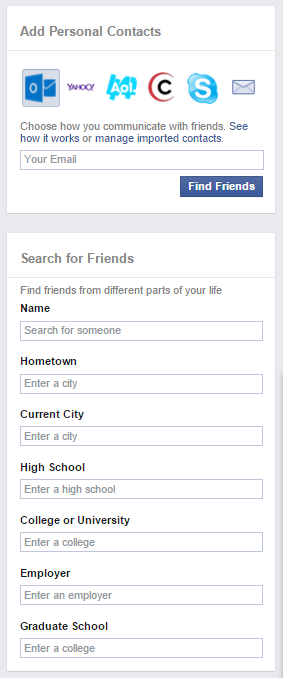 Add Personal Contacts
YAHOO!
Aol!
Choose how you communicate with friends. See
how it works or manage imported contacts.
Your Email
Find Friends
Search for Friends
Find friends from different parts of your life
Name
Search for someone
Hometown
Enter a city
Current City
Enter a city
High School
Enter a high school
College or University
Enter a college
Employer
Enter an employer
Graduate School
Enter a college